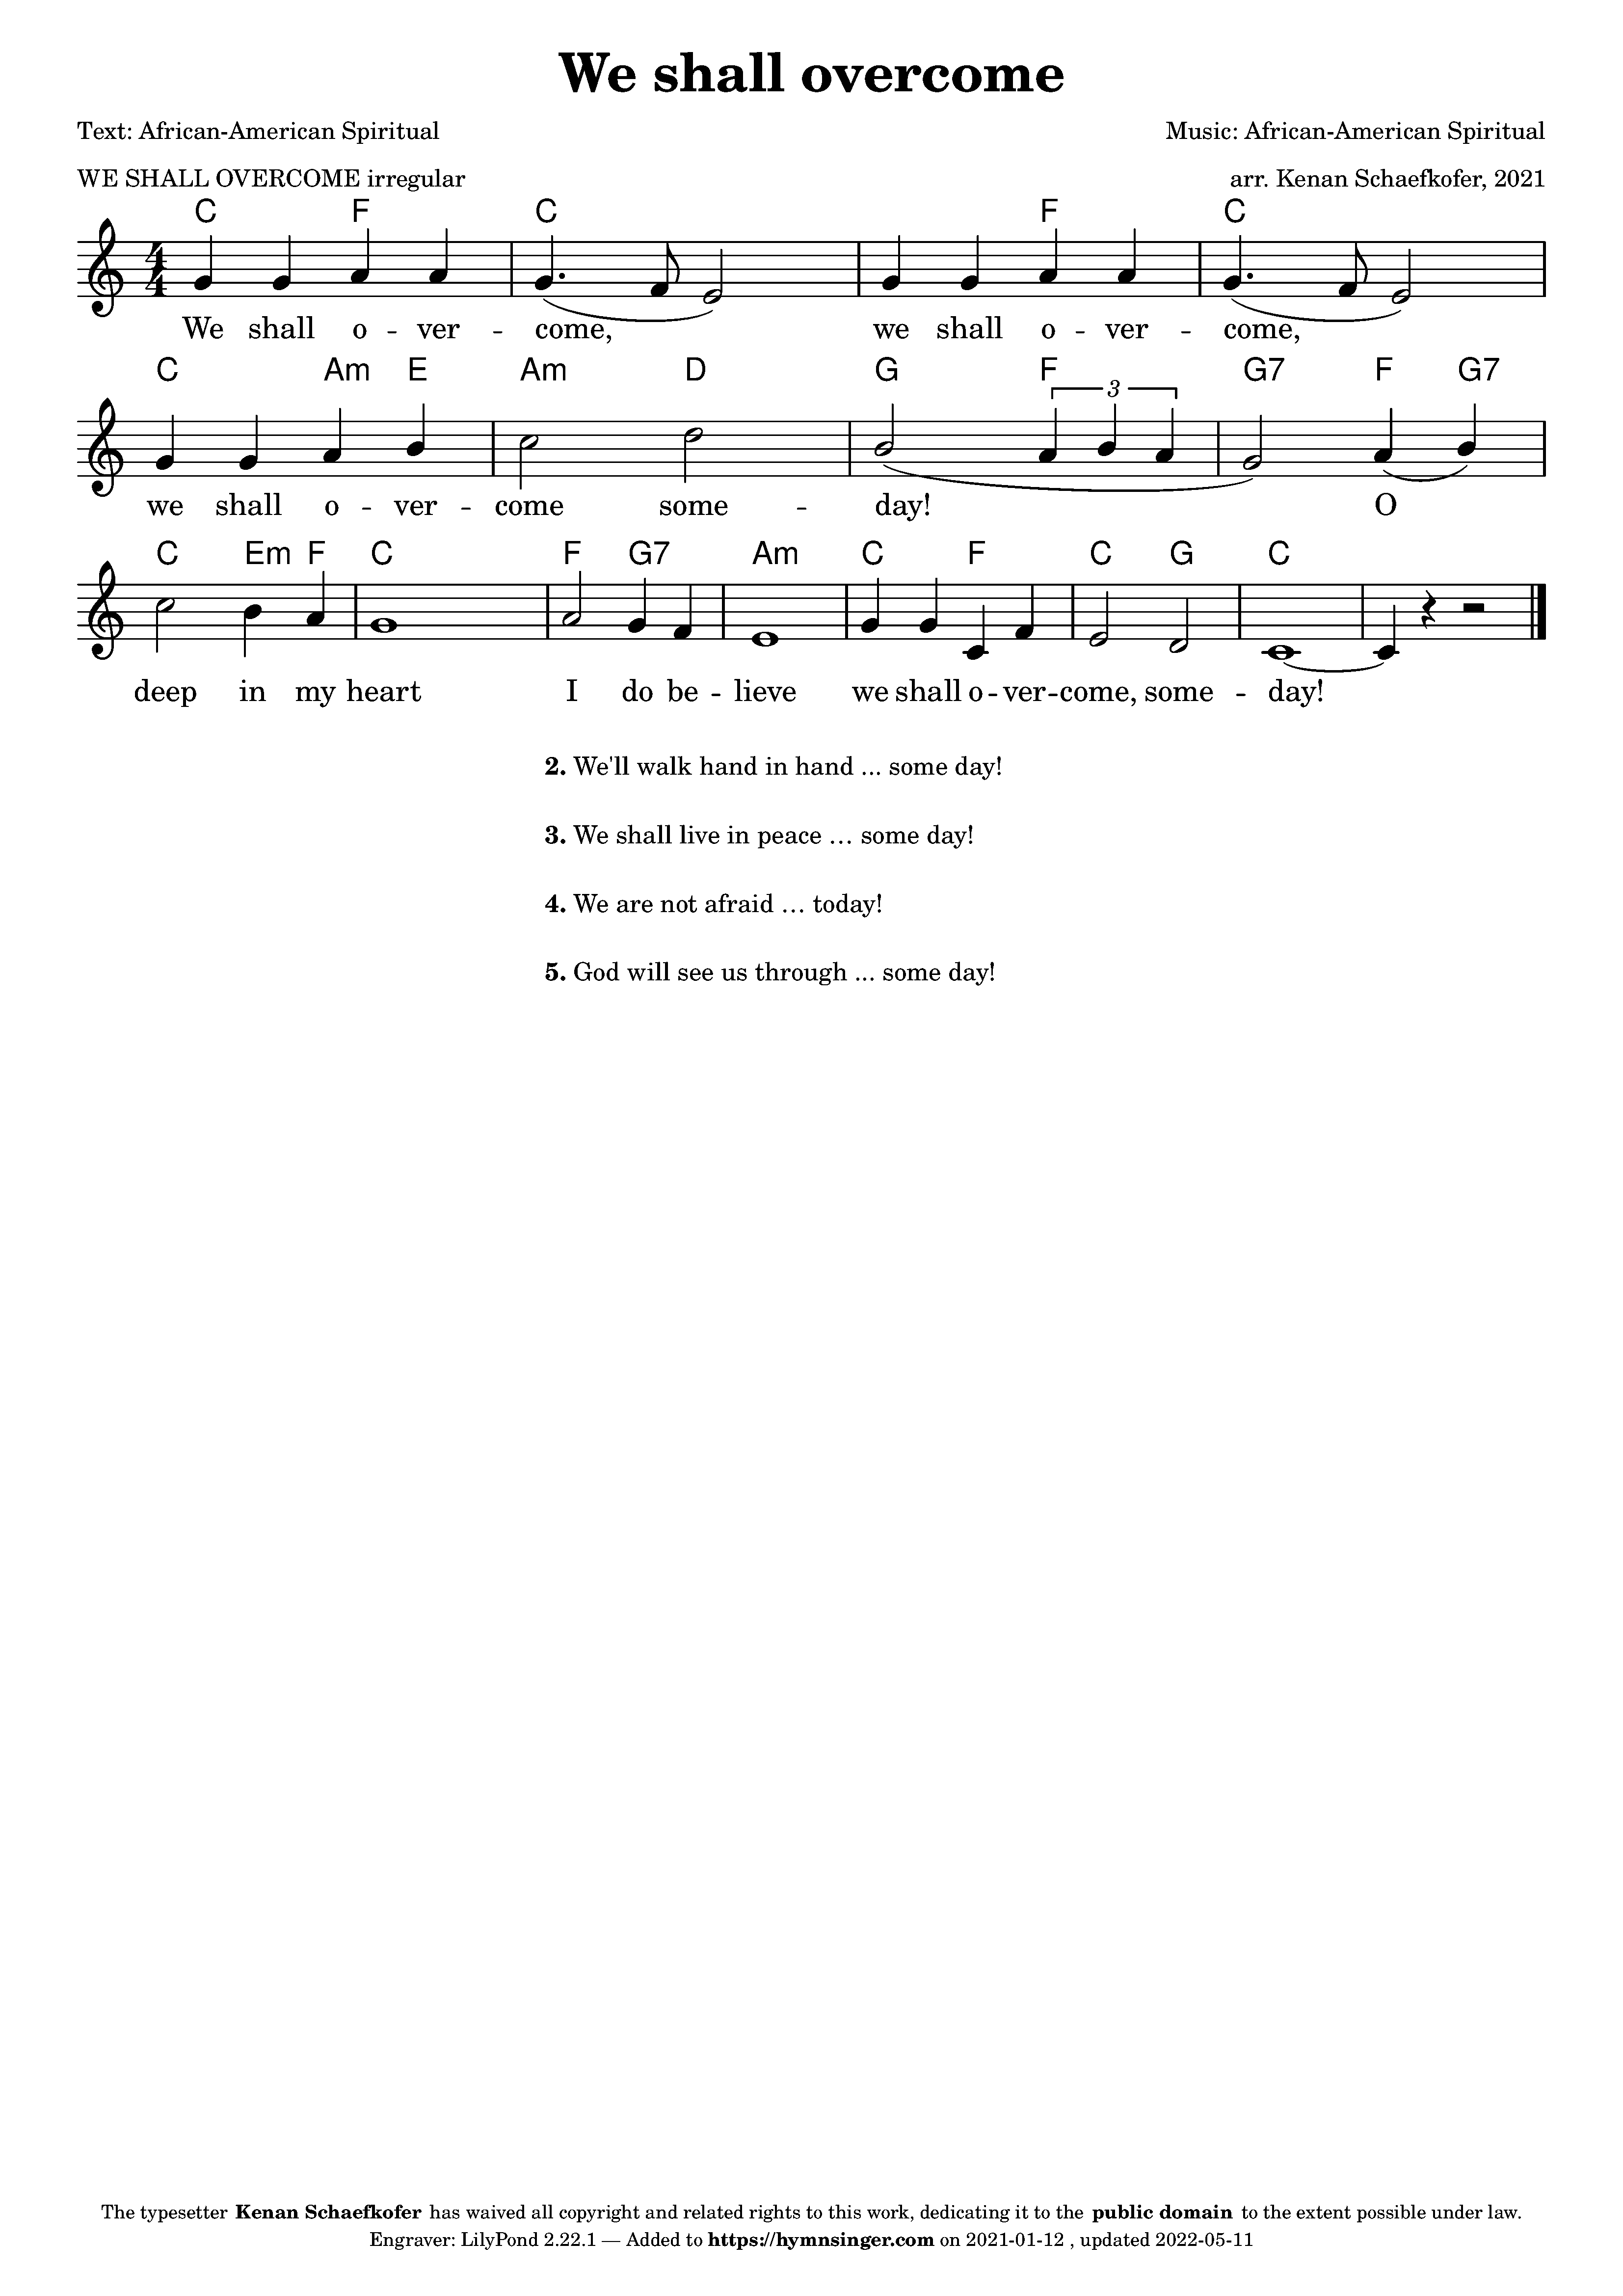 We shall overcome
Text: African-American Spiritual Music: African-American Spiritual
WE SHALL OVERCOME irregular arr. Kenan Schaefkofer, 2021
C F C F C
4
4
We shall o -- ver -- come, we shall o -- ver -- come,
C Am E Am D G F G7 F G7
3
we shall o -- ver -- come some -- day! O
C Em F C F G7 Am C F C G C
deep in my heart I do be -- lieve we shall o -- ver -- come, some -- day!
2. We'll walk hand in hand ... some day!
3. We shall live in peace … some day!
4. We are not afraid … today!
5. God will see us through ... some day!
The typesetter Kenan Schaefkofer has waived all copyright and related rights to this work, dedicating it to the public domain to the extent possible under law.
Engraver: LilyPond 2.22.1 — Added to https://hymnsinger.com on 2021-01-12 , updated 2022-05-11